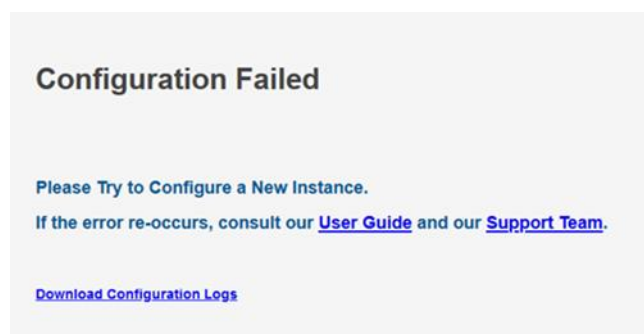 Configuration Failed
Please Try to Configure a New Instance.
If the error re-occurs, consult our User Guide and our Support Team.
Download Configuration Logs